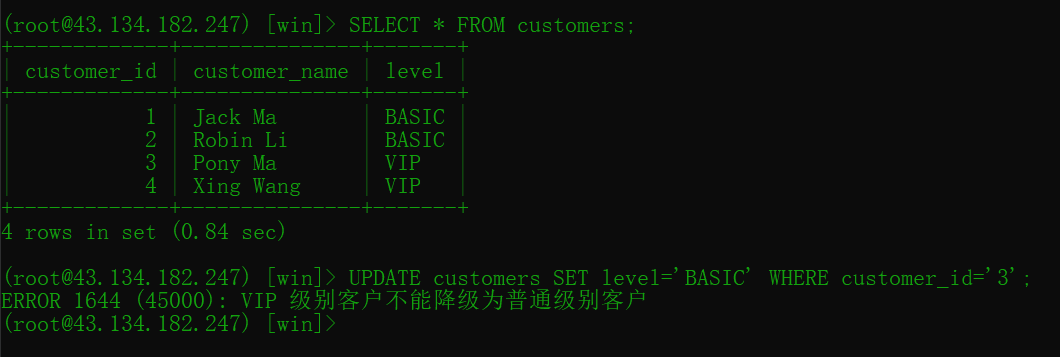 (root@43.134.182.247) [win]> SELECT * FROM customers;
+-------------+---------------+-------+
| customer_id | customer_name | level |
+-------------+---------------+-------+
|           1 | Jack Ma       | BASIC |
|           2 | Robin Li      | BASIC |
|           3 | Pony Ma       | VIP   |
|           4 | Xing Wang     | VIP   |
+-------------+---------------+-------+
4 rows in set (0.84 sec)
(root@43.134.182.247) [win]> UPDATE customers SET level='BASIC' WHERE customer_id='3';
ERROR 1644 (45000): VIP 级别客户不能降级为普通级别客户
(root@43.134.182.247) [win]>